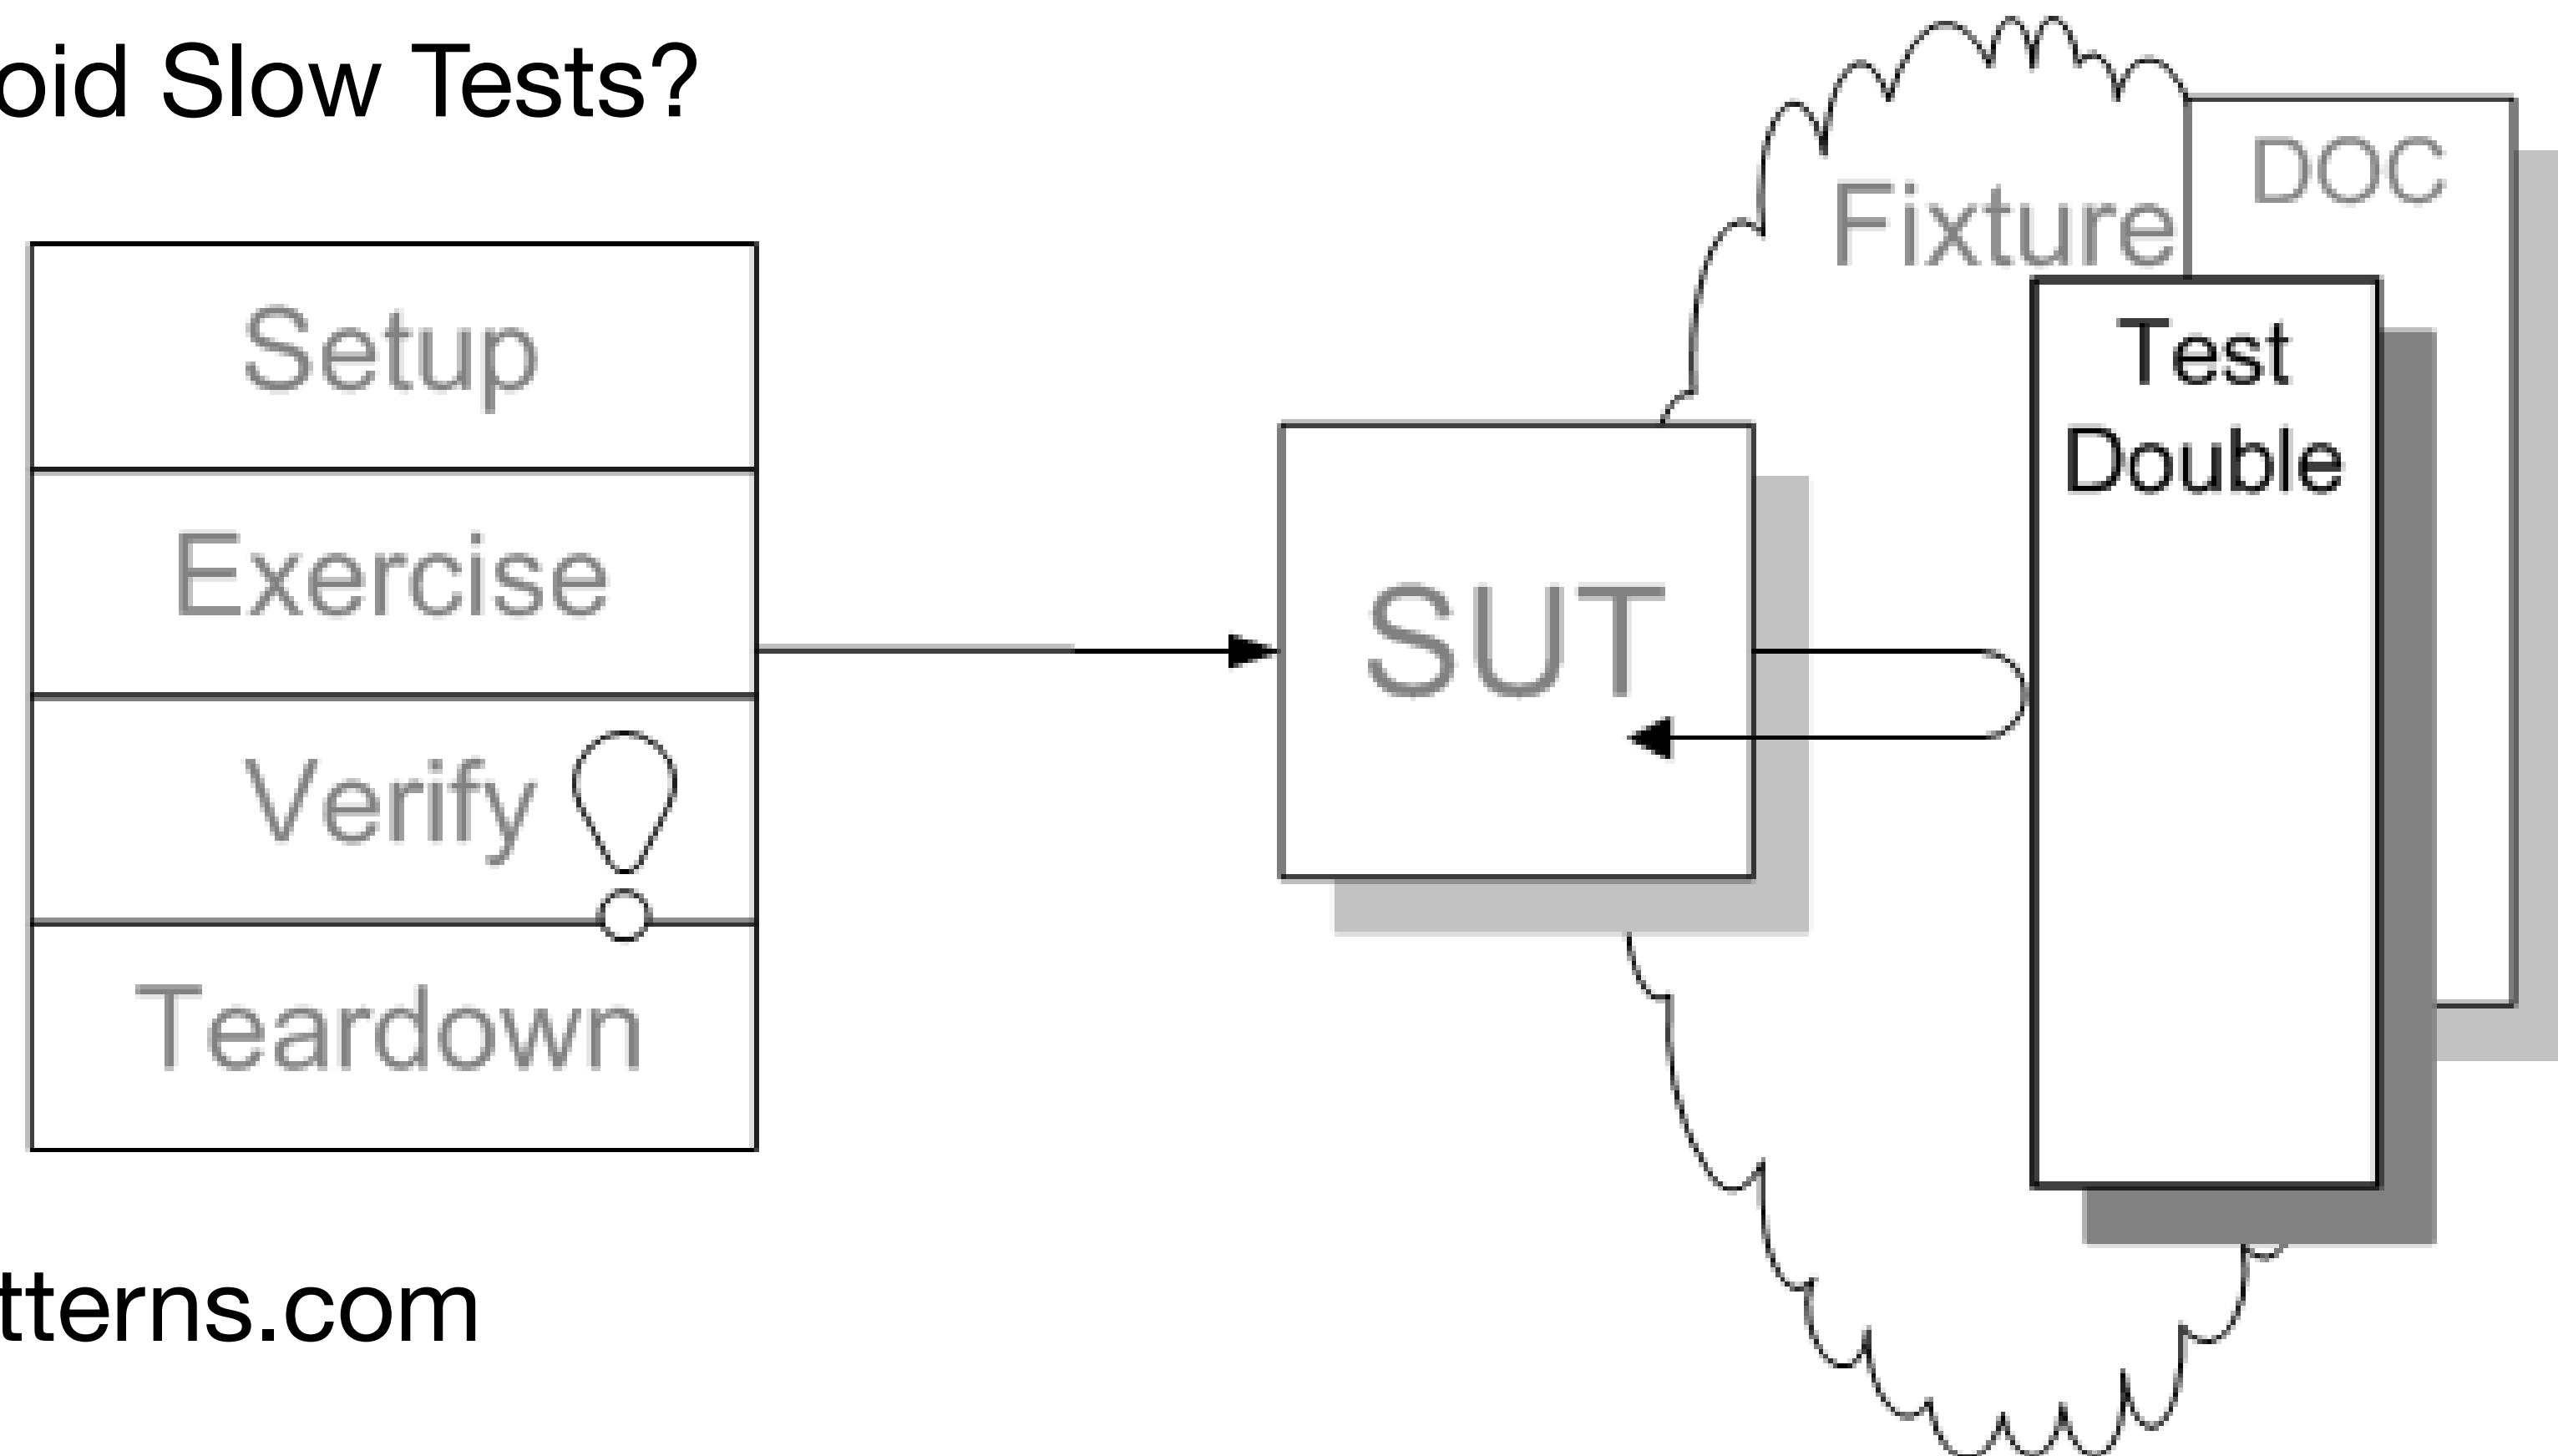 oid Slow Tests?
Setup
Exercise
Verify
Teardown
SUT
Fixture
DOC
Test
Double
tterns.com